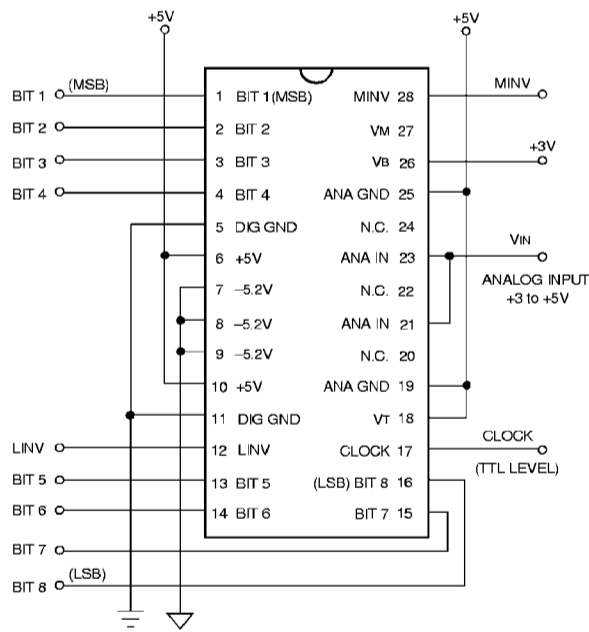 +5V +5V
BIT 1 (MSB) 1 BIT 1 (MSB) MINV 28 MINV
BIT 2 2 BIT 2 VM 27
BIT 3 3 BIT 3 VB 26 +3V
BIT 4 4 BIT 4 ANA GND 25
5 DIG GND N.C. 24
6 +5V ANA IN 23 VIN
ANALOG INPUT
+3 to +5V
7 –5.2V N.C. 22
8 –5.2V ANA IN 21
9 –5.2V N.C. 20
10 +5V ANA GND 19
11 DIG GND VT 18
LINV 12 LINV CLOCK 17 CLOCK
(TTL LEVEL)
BIT 5 13 BIT 5 (LSB) BIT 8 16
BIT 6 14 BIT 6 BIT 7 15
BIT 7
BIT 8 (LSB)